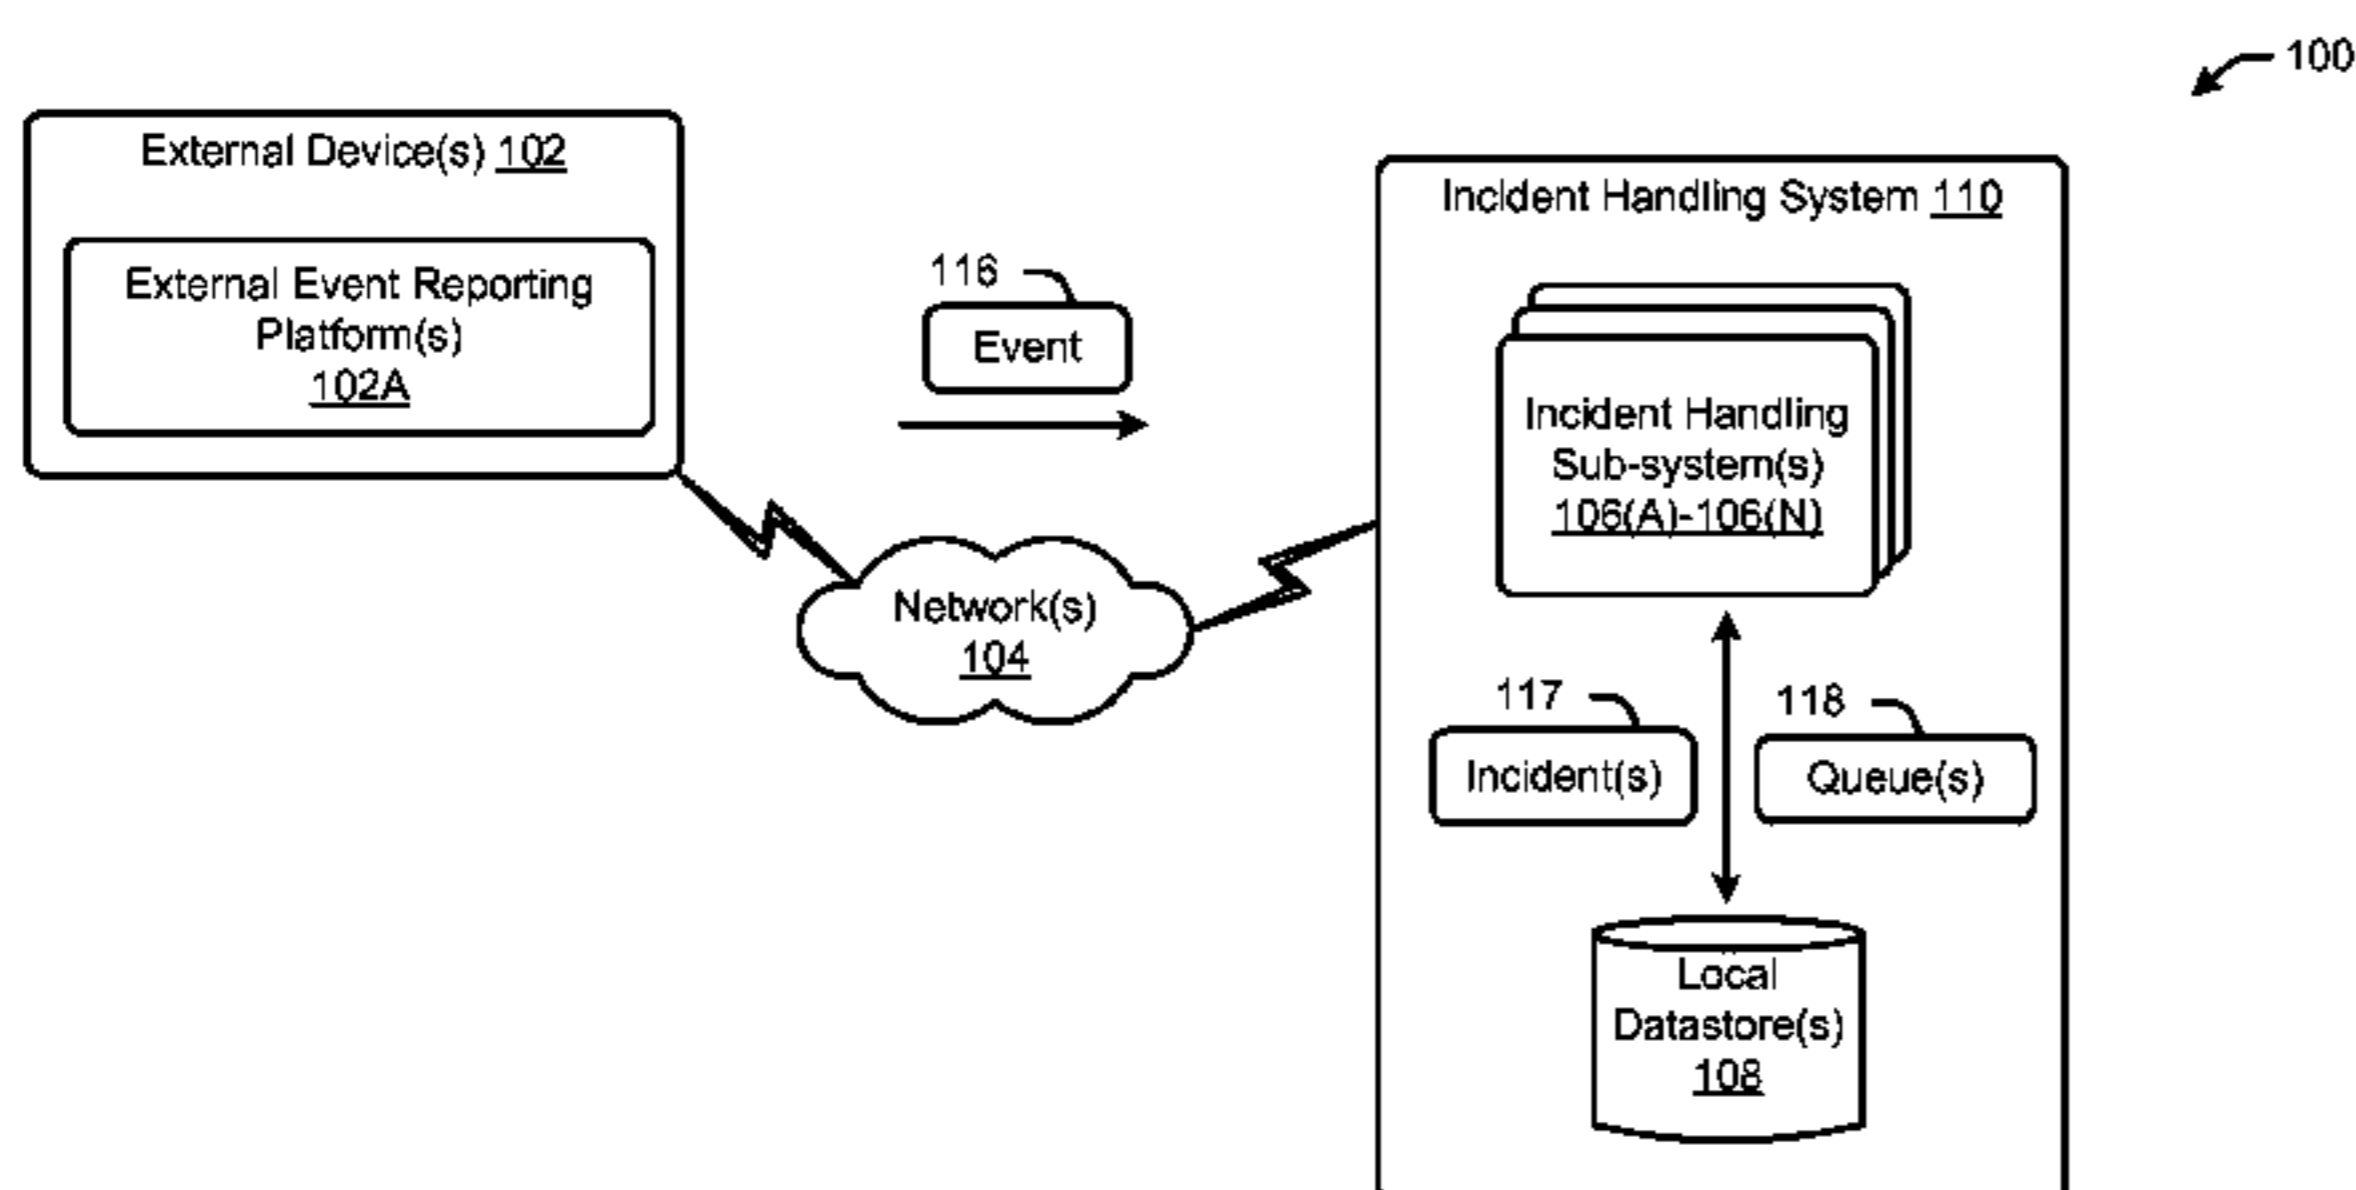 100
External Device(s) 102
External Event Reporting
Platform(s)
102A
116
Event
Network(s)
104
Incident Handling System 110
Incident Handling
Sub-system(s)
106(A)-106(N)
117
Incident(s)
118
Queue(s)
Local
Datastore(s)
108